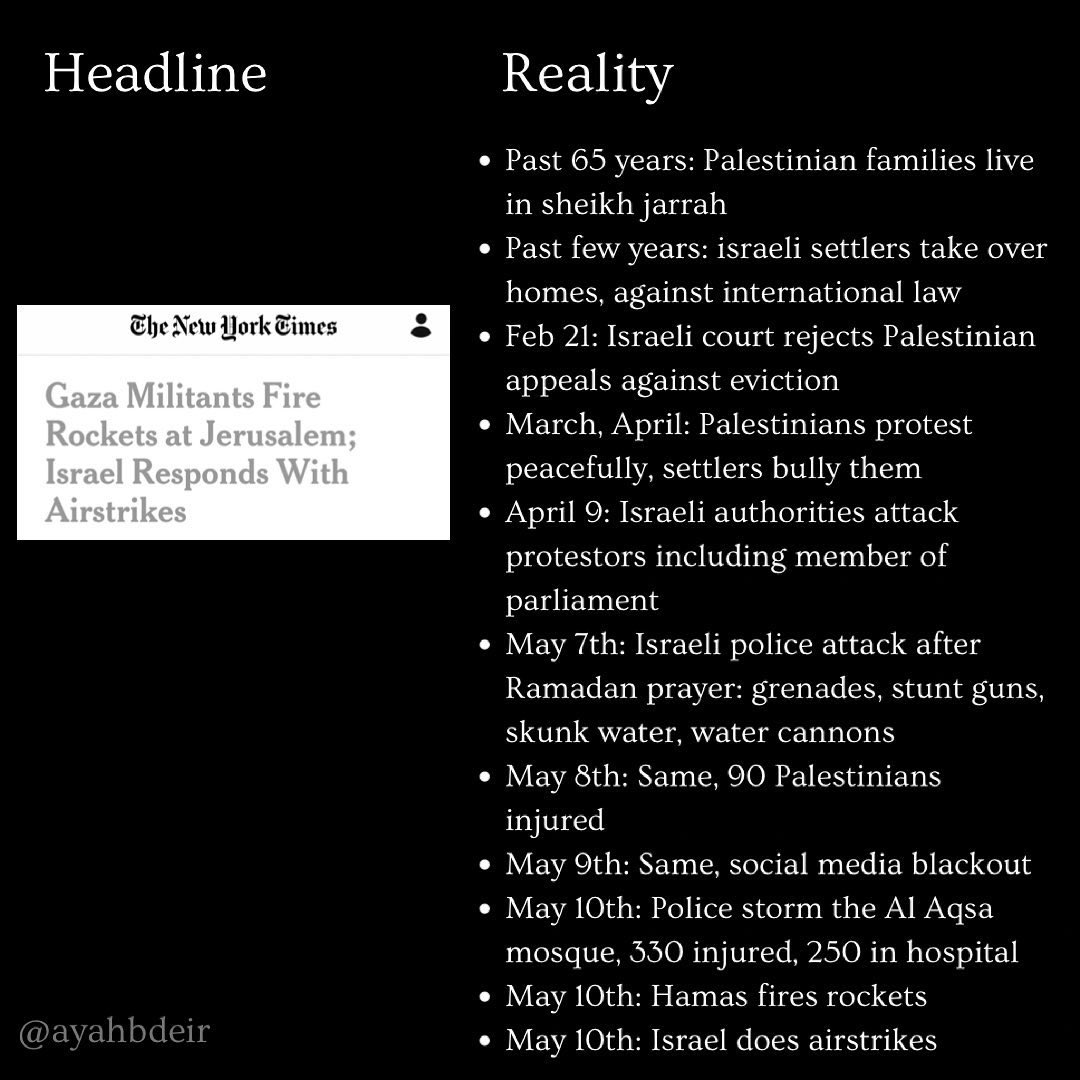 Headline
Reality
The New York Times
Gaza Militants Fire
Rockets at Jerusalem;
Israel Responds With
Airstrikes
• Past 65 years: Palestinian families live
in sheikh jarrah
• Past few years: israeli settlers take over
homes, against international law
• Feb 21: Israeli court rejects Palestinian
appeals against eviction
• March, April: Palestinians protest
peacefully, settlers bully them
• April 9: Israeli authorities attack
protestors including member of
parliament
• May 7th: Israeli police attack after
Ramadan prayer: grenades, stunt guns,
skunk water, water cannons
• May 8th: Same, 90 Palestinians
injured
• May 9th: Same, social media blackout
• May 10th: Police storm the Al Aqsa
mosque, 330 injured, 250 in hospital
• May 10th: Hamas fires rockets
• May 10th: Israel does airstrikes
@ayahbdeir